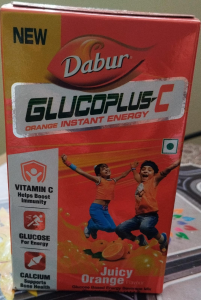 NEW
Dabur
GLUCOPLUS-C
ORANGE INSTANT ENERGY
VITAMIN C
Helps Boost
Immunity
GLUCOSE
For Energy
CALCIUM
Supports
Bone Health
Juicy
Orange